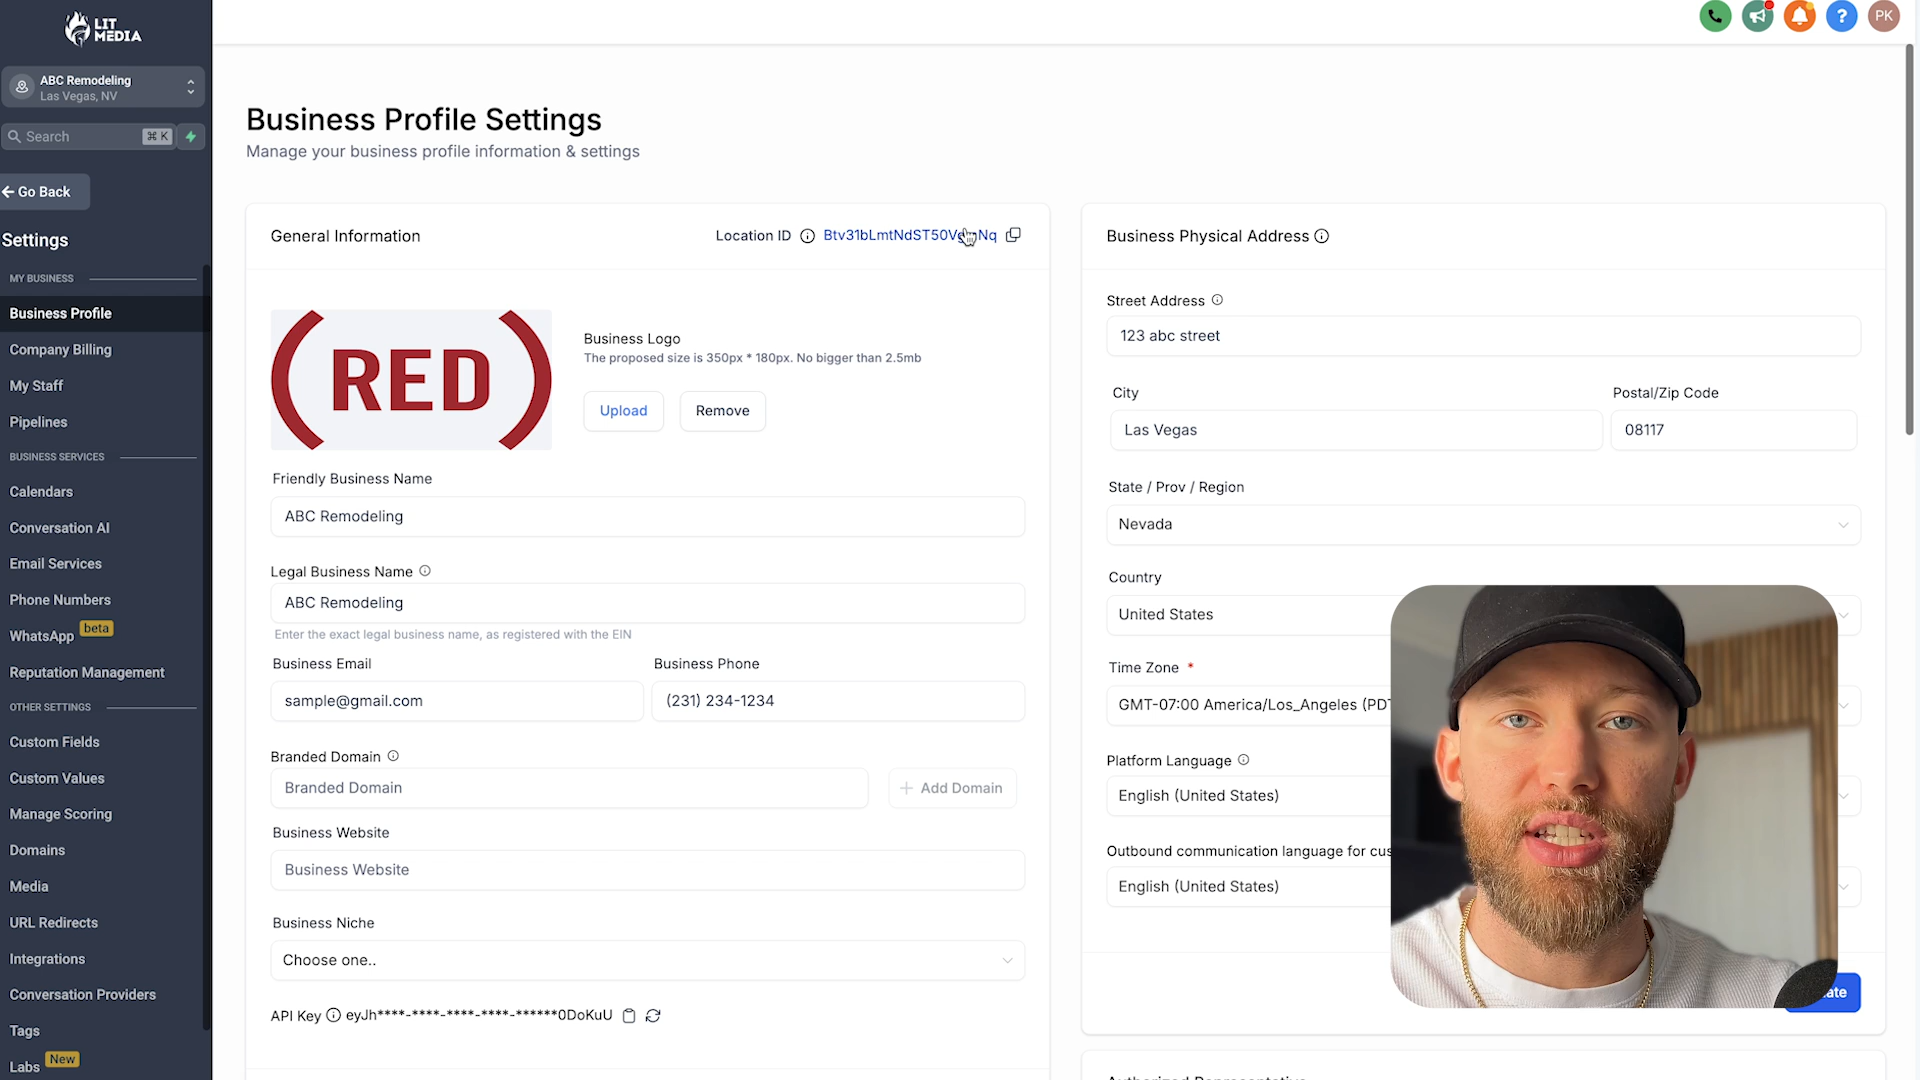 LIT
MEDIA
ABC Remodeling
Las Vegas, NV
Search
⌘ K
Go Back
Settings
MY BUSINESS
Business Profile
Company Billing
My Staff
Pipelines
BUSINESS SERVICES
Calendars
Conversation AI
Email Services
Phone Numbers
WhatsApp beta
Reputation Management
OTHER SETTINGS
Custom Fields
Custom Values
Manage Scoring
Domains
Media
URL Redirects
Integrations
Conversation Providers
Tags
Labs New
PK
Business Profile Settings
Manage your business profile information & settings
General Information
Location ID
(RED)
Business Logo
The proposed size is 350px * 180px. No bigger than 2.5mb
Upload
Remove
Friendly Business Name
ABC Remodeling
Legal Business Name
ABC Remodeling
Enter the exact legal business name, as registered with the EIN
Business Email
Business Phone
sample@gmail.com
(231) 234-1234
Branded Domain
Branded Domain
+ Add Domain
Business Website
Business Website
Business Niche
Choose one..
API Key eyJh****-****-****-****-******0DoKuU
Business Physical Address
Street Address
123 abc street
City
Postal/Zip Code
Las Vegas
08117
State / Prov / Region
Nevada
Country
United States
Time Zone *
GMT-07:00 America/Los_Angeles (PDT
Platform Language
English (United States)
Outbound communication language for cus
English (United States)